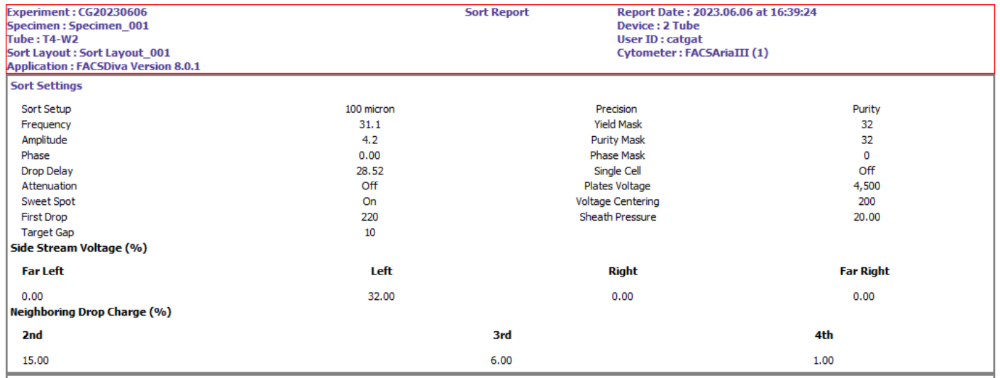 Experiment : CG20230606 Sort Report Report Date : 2023.06.06 at 16:39:24
Specimen : Specimen_001 Device : 2 Tube
Tube : T4-W2 User ID : catgat
Sort Layout : Sort Layout_001 Cytometer : FACSAriaIII (1)
Application : FACSDiva Version 8.0.1
Sort Settings
Sort Setup 100 micron Precision Purity
Frequency 31.1 Yield Mask 32
Amplitude 4.2 Purity Mask 32
Phase 0.00 Phase Mask 0
Drop Delay 28.52 Single Cell Off
Attenuation Off Plates Voltage 4,500
Sweet Spot On Voltage Centering 200
First Drop 220 Sheath Pressure 20.00
Target Gap 10
Side Stream Voltage (%)
Far Left Left Right Far Right
0.00 32.00 0.00 0.00
Neighboring Drop Charge (%)
2nd 3rd 4th
15.00 6.00 1.00